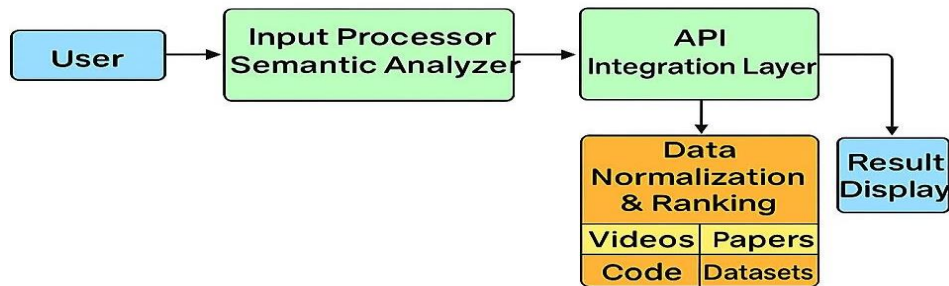 User
Input Processor
Semantic Analyzer
API
Integration Layer
Data
Normalization
& Ranking
Videos
Papers
Code
Datasets
Result
Display